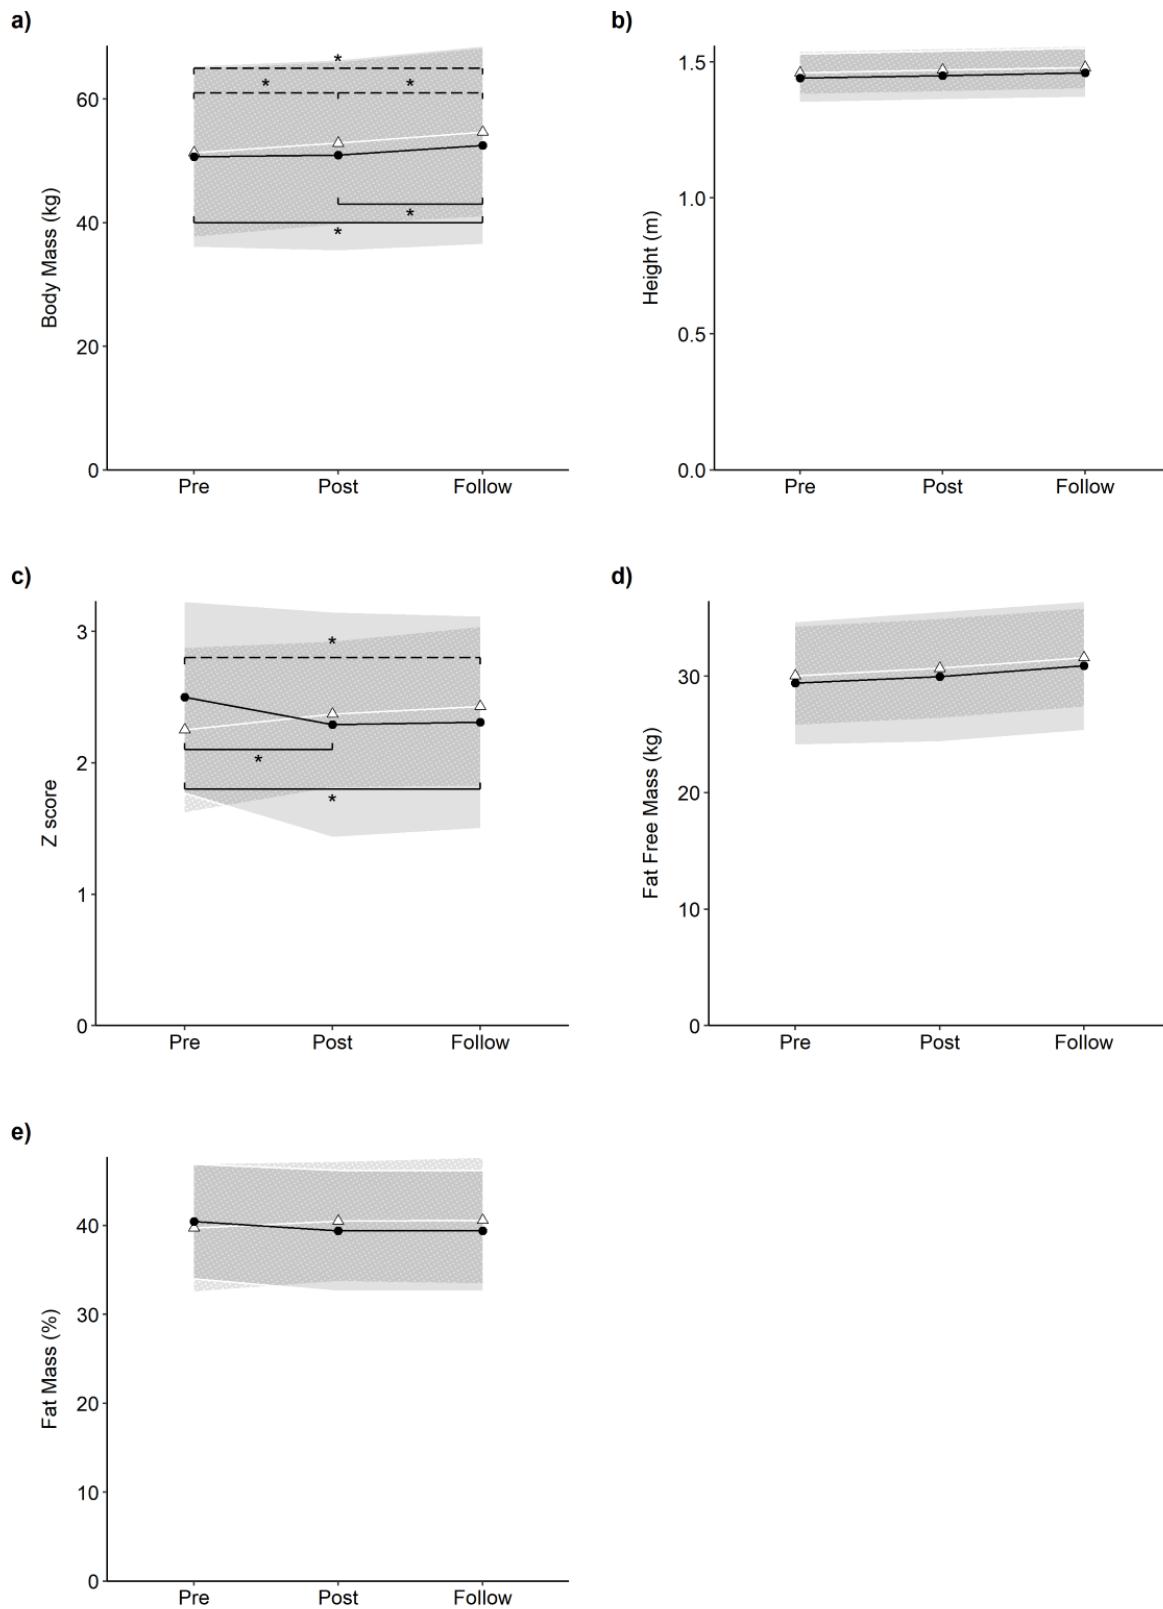 a)
Body Mass (kg)
60
40
20
0
*
* *
*
*
Pre Post Follow
b)
Height (m)
1.5
1.0
0.5
0.0
Pre Post Follow
c)
Z score
3
2
1
0
*
*
*
Pre Post Follow
d)
Fat Free Mass (kg)
30
20
10
0
Pre Post Follow
e)
Fat Mass (%)
40
30
20
10
0
Pre Post Follow